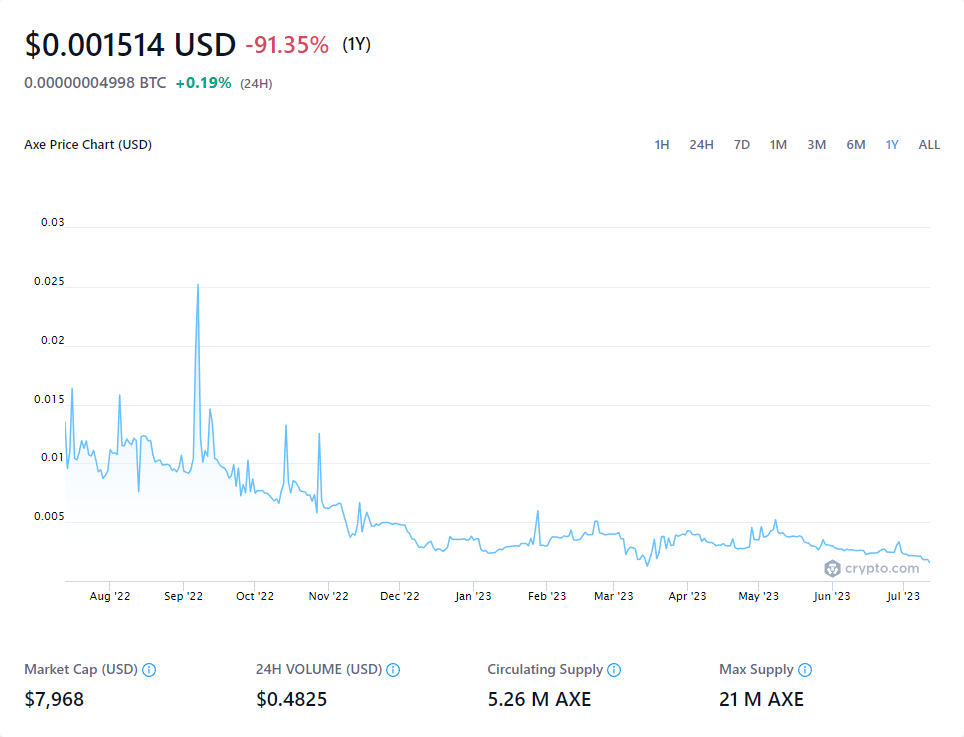 $0.001514 USD -91.35% (1Y)
0.00000004998 BTC +0.19% (24H)
Axe Price Chart (USD) 1H 24H 7D 1M 3M 6M 1Y ALL
0.03
0.025
0.02
0.015
0.01
0.005
crypto.com
Aug '22 Sep '22 Oct '22 Nov '22 Dec '22 Jan '23 Feb '23 Mar '23 Apr '23 May '23 Jun '23 Jul '23
Market Cap (USD) 24H VOLUME (USD) Circulating Supply Max Supply
$7,968 $0.4825 5.26 M AXE 21 M AXE